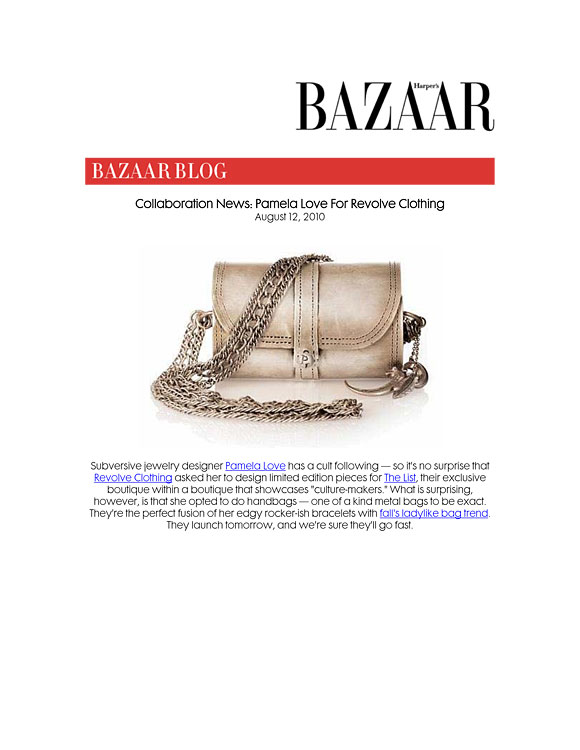 Harper's
BAZAAR
BAZAAR BLOG
Collaboration News: Pamela Love For Revolve Clothing
August 12, 2010
Subversive jewelry designer Pamela Love has a cult following — so it's no surprise that
Revolve Clothing asked her to design limited edition pieces for The List, their exclusive
boutique within a boutique that showcases "culture-makers." What is surprising,
however, is that she opted to do handbags — one of a kind metal bags to be exact.
They're the perfect fusion of her edgy rocker-ish bracelets with fall's ladylike bag trend.
They launch tomorrow, and we're sure they'll go fast.